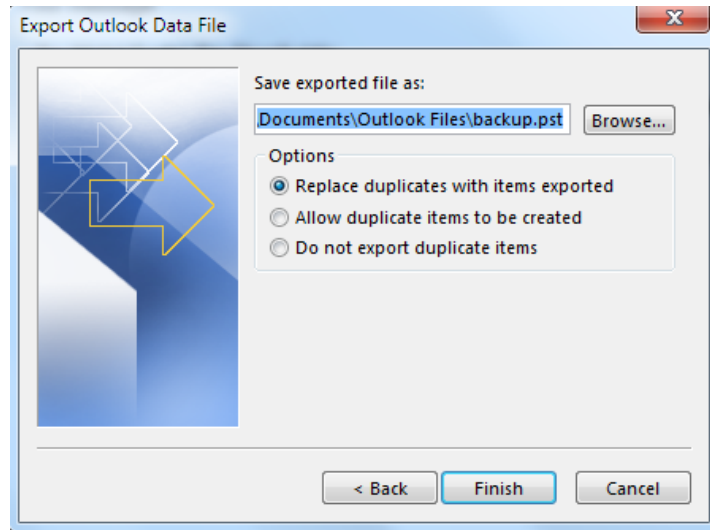 Export Outlook Data File
Save exported file as:
.Documents\Outlook Files\backup.pst
Browse...
Options
Replace duplicates with items exported
Allow duplicate items to be created
Do not export duplicate items
< Back
Finish
Cancel